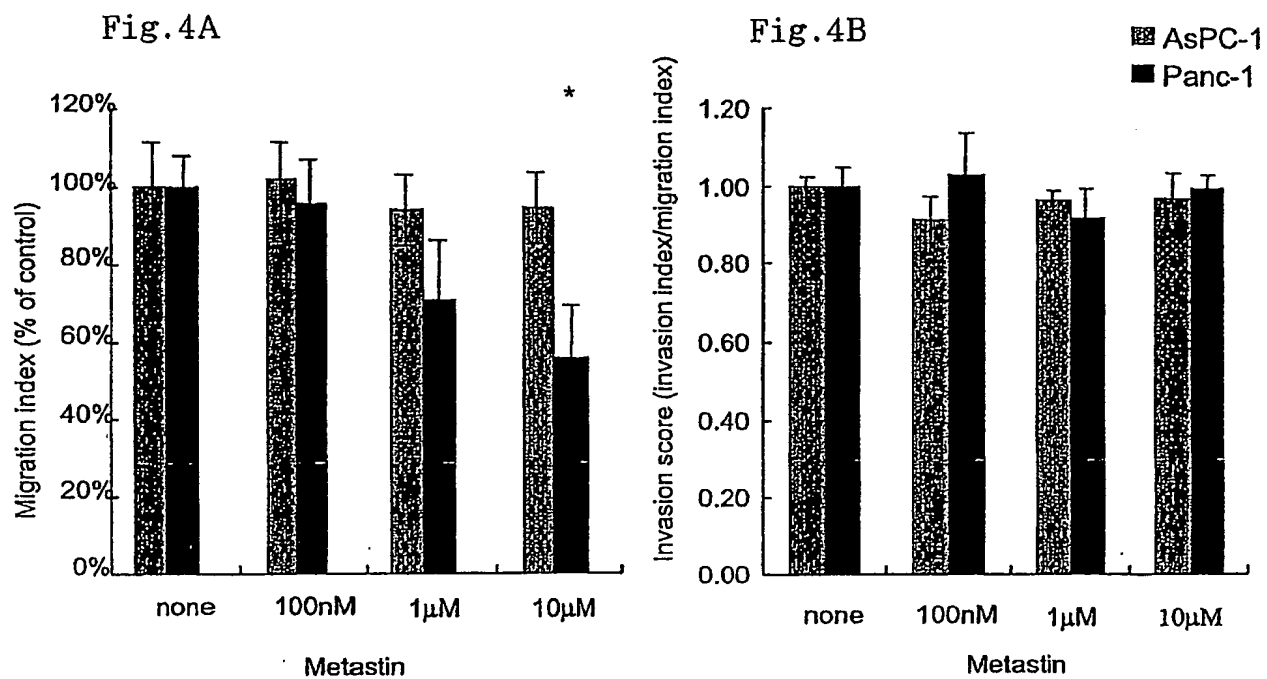 Fig.4A
Migration index (% of control)
120%
100%
80%
60%
40%
20%
0%
*
none 100nM 1μM 10μM
Metastin
Fig.4B
AsPC-1
Panc-1
Invasion score (invasion index/migration index)
1.20
1.00
0.80
0.60
0.40
0.20
0.00
none 100nM 1μM 10μM
Metastin